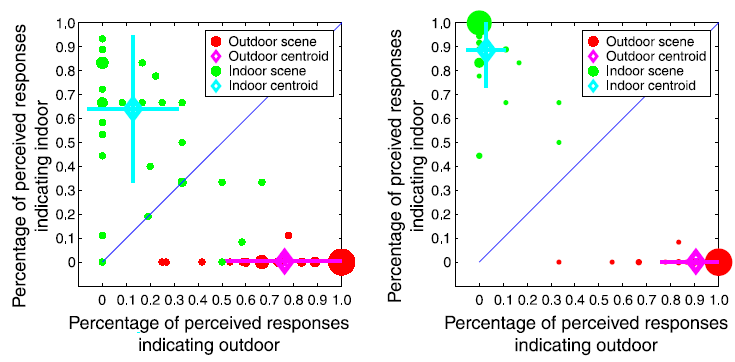 Percentage of perceived responses
indicating indoor
1.0
0.9
0.8
0.7
0.6
0.5
0.4
0.3
0.2
0.1
0
Outdoor scene
Outdoor centroid
Indoor scene
Indoor centroid
0 0.1 0.2 0.3 0.4 0.5 0.6 0.7 0.8 0.9 1.0
Percentage of perceived responses
indicating outdoor
Percentage of perceived responses
indicating indoor
1.0
0.9
0.8
0.7
0.6
0.5
0.4
0.3
0.2
0.1
0
Outdoor scene
Outdoor centroid
Indoor scene
Indoor centroid
0 0.1 0.2 0.3 0.4 0.5 0.6 0.7 0.8 0.9 1.0
Percentage of perceived responses
indicating outdoor